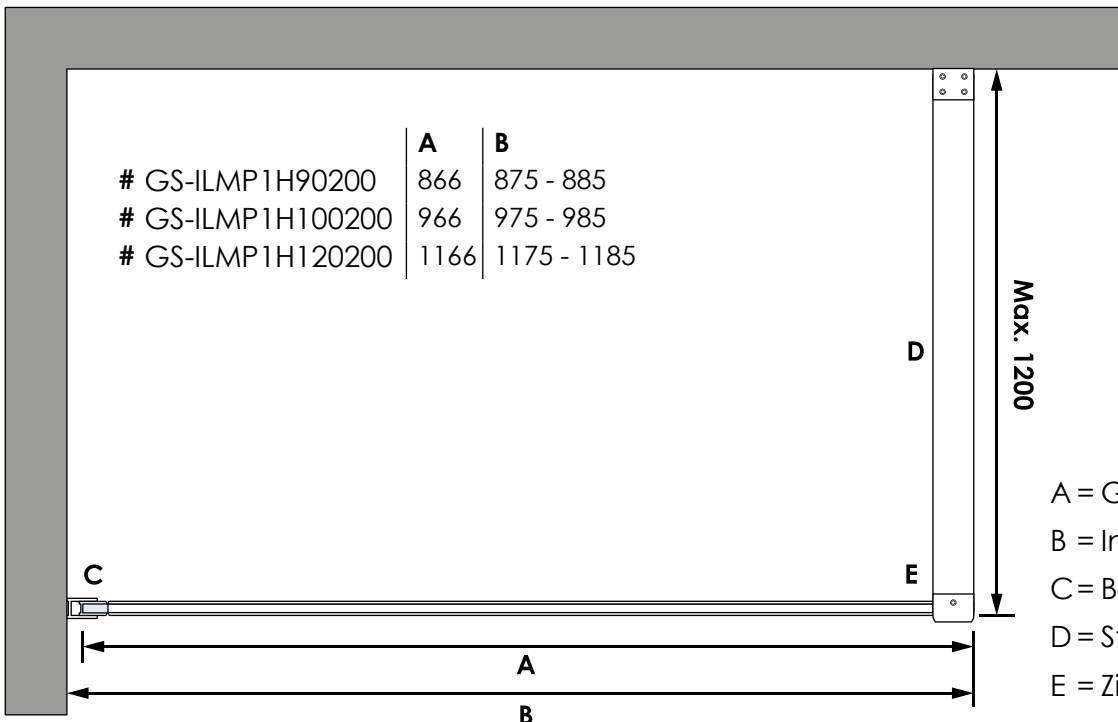 A B
# GS-ILMP1H90200 866 875 - 885
# GS-ILMP1H100200 966 975 - 985
# GS-ILMP1H120200 1166 1175 - 1185
Max. 1200
D
C
E
A
B
A =
B =
C =
D =
E =